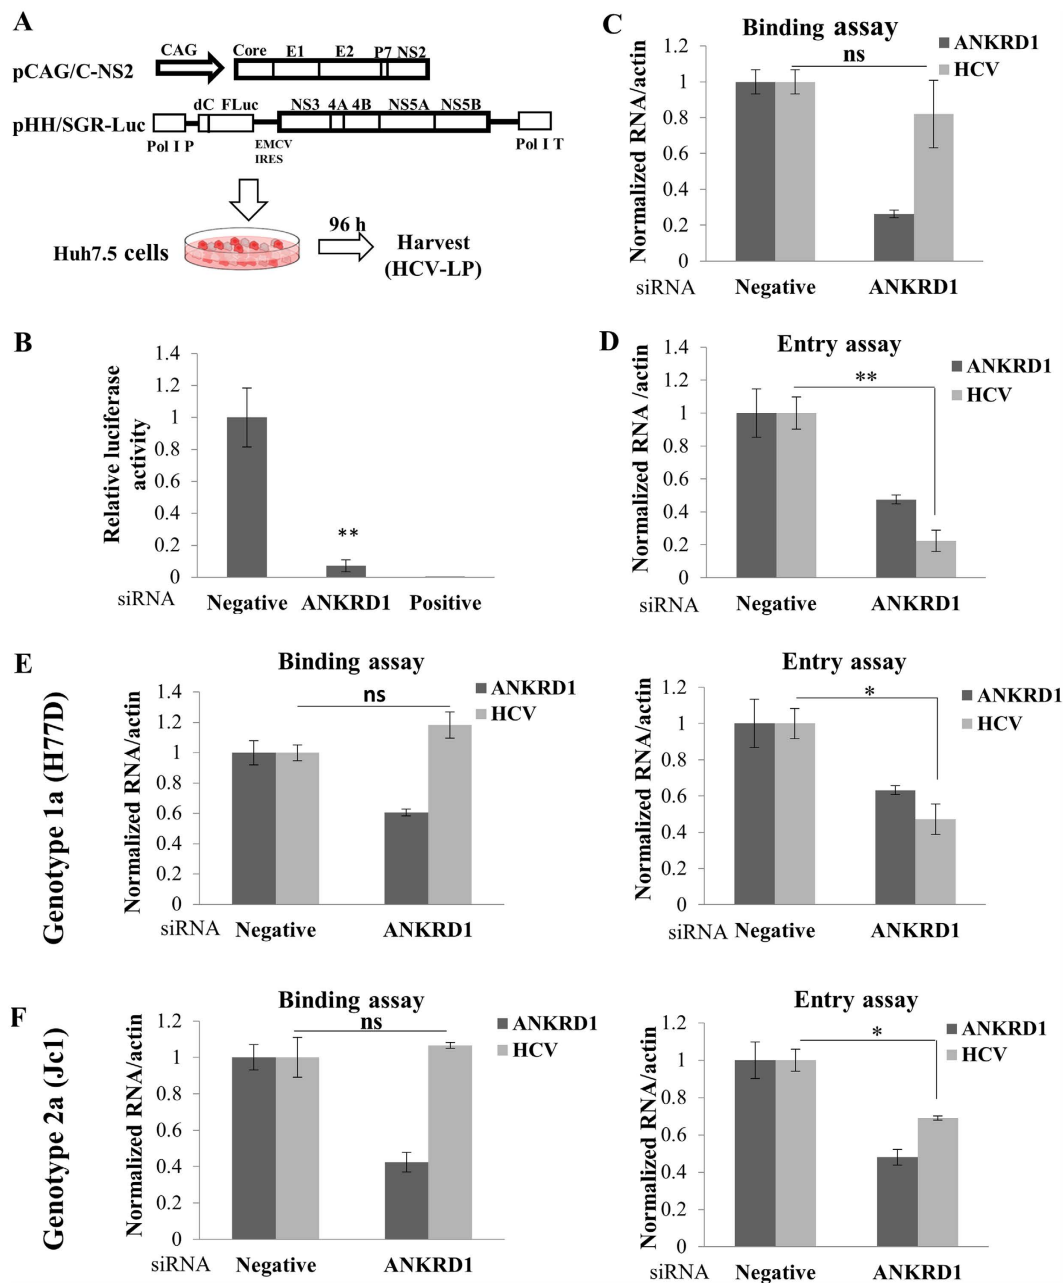 A
CAG
Core E1 E2 P7 NS2
pCAG/C-NS2
dC FLuc NS3 4A 4B NS5A NS5B
pHH/SGR-Luc
Pol I P EMCV Pol I T
IRES
Huh7.5 cells
96 h
Harvest
(HCV-LP)
B
Relative luciferase
activity
1.4
1.2
1
0.8
0.6
0.4
0.2
0
**
siRNA Negative ANKRD1 Positive
C
Binding assay
ns
ANKRD1
HCV
Normalized RNA/actin
1.2
1
0.8
0.6
0.4
0.2
0
siRNA Negative ANKRD1
D
Entry assay
**
ANKRD1
HCV
Normalized RNA /actin
1.4
1.2
1
0.8
0.6
0.4
0.2
0
siRNA Negative ANKRD1
E
Genotype 1a (H77D)
Binding assay
ns
ANKRD1
HCV
Normalized RNA/actin
1.4
1.2
1
0.8
0.6
0.4
0.2
0
siRNA Negative ANKRD1
Entry assay
*
ANKRD1
HCV
Normalized RNA/actin
1.2
1
0.8
0.6
0.4
0.2
0
siRNA Negative ANKRD1
F
Genotype 2a (Jc1)
Binding assay
ns
ANKRD1
HCV
Normalized RNA/actin
1.2
1
0.8
0.6
0.4
0.2
0
siRNA Negative ANKRD1
Entry assay
*
ANKRD1
HCV
Normalized RNA/actin
1.2
1
0.8
0.6
0.4
0.2
0
siRNA Negative ANKRD1